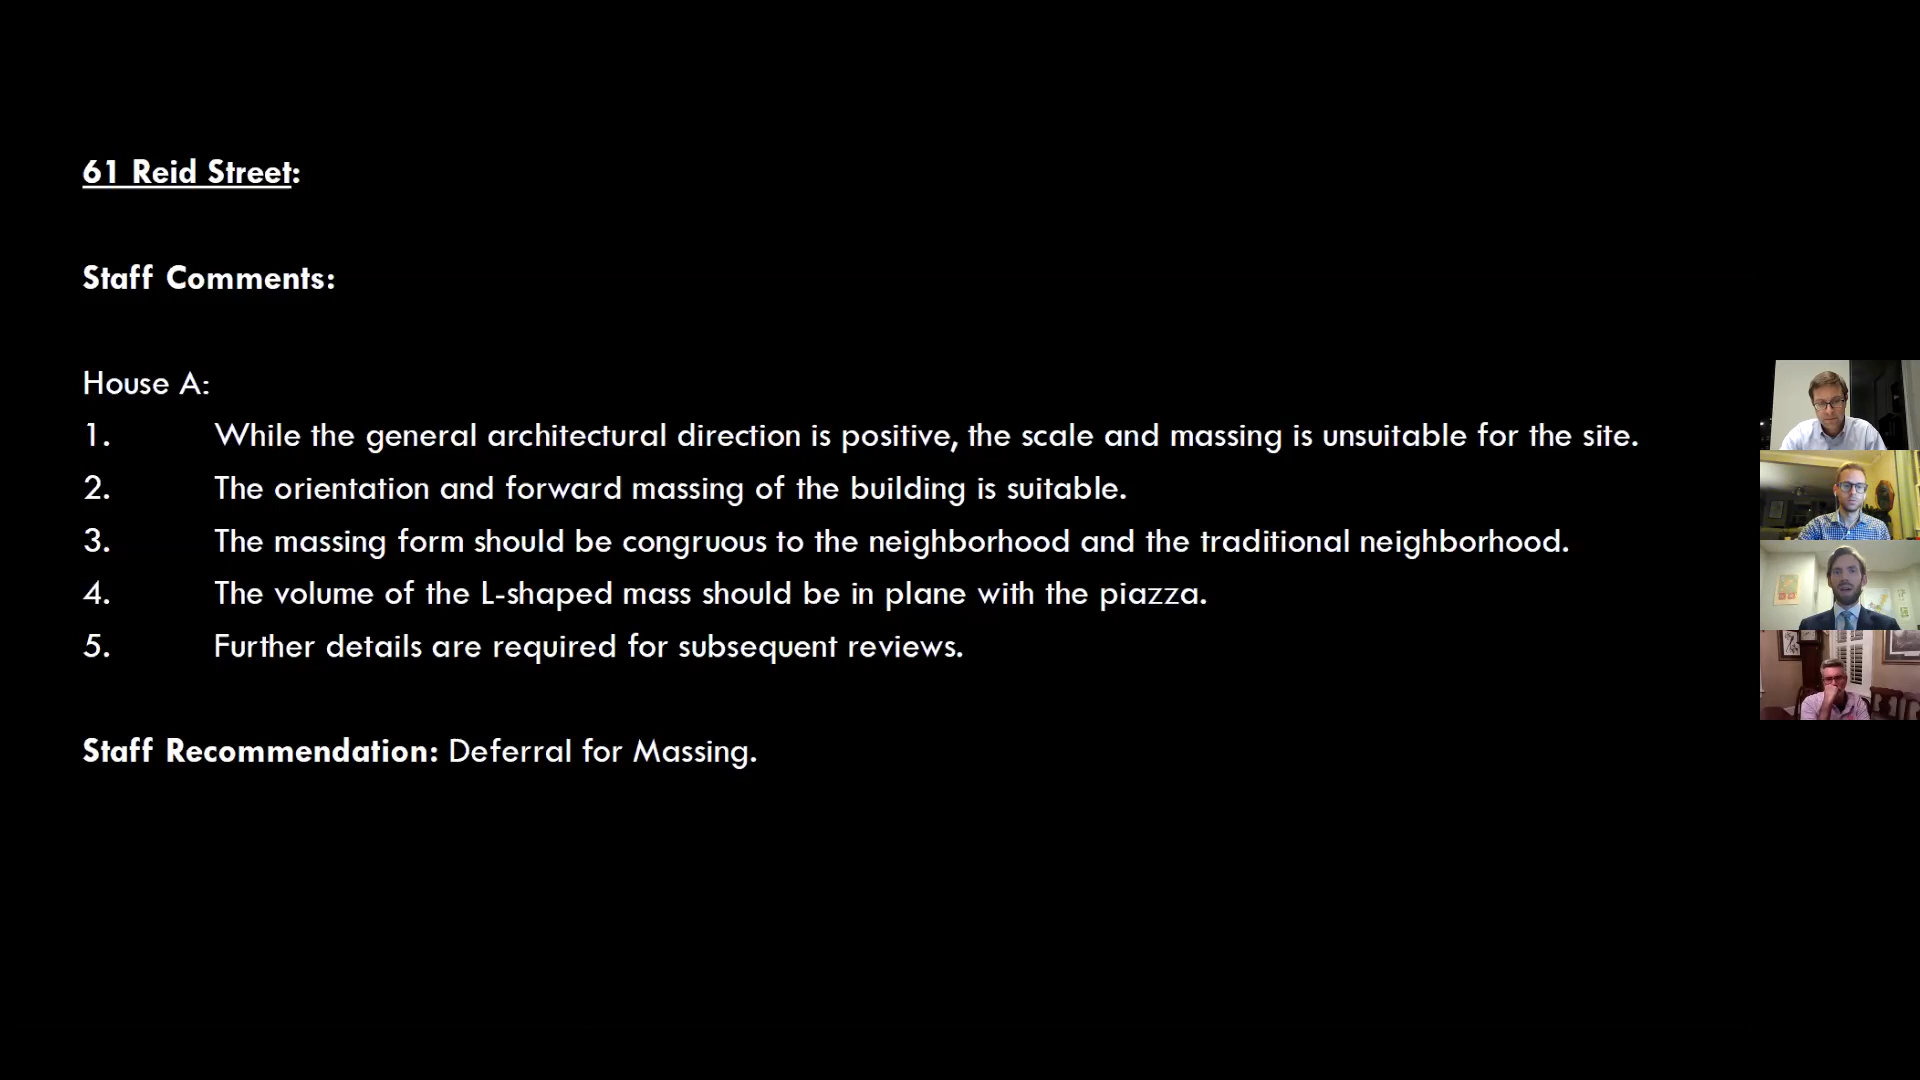 61 Reid Street:
Staff Comments:
House A:
1. While the general architectural direction is positive, the scale and massing is unsuitable for the site.
2. The orientation and forward massing of the building is suitable.
3. The massing form should be congruous to the neighborhood and the traditional neighborhood.
4. The volume of the L-shaped mass should be in plane with the piazza.
5. Further details are required for subsequent reviews.
Staff Recommendation: Deferral for Massing.